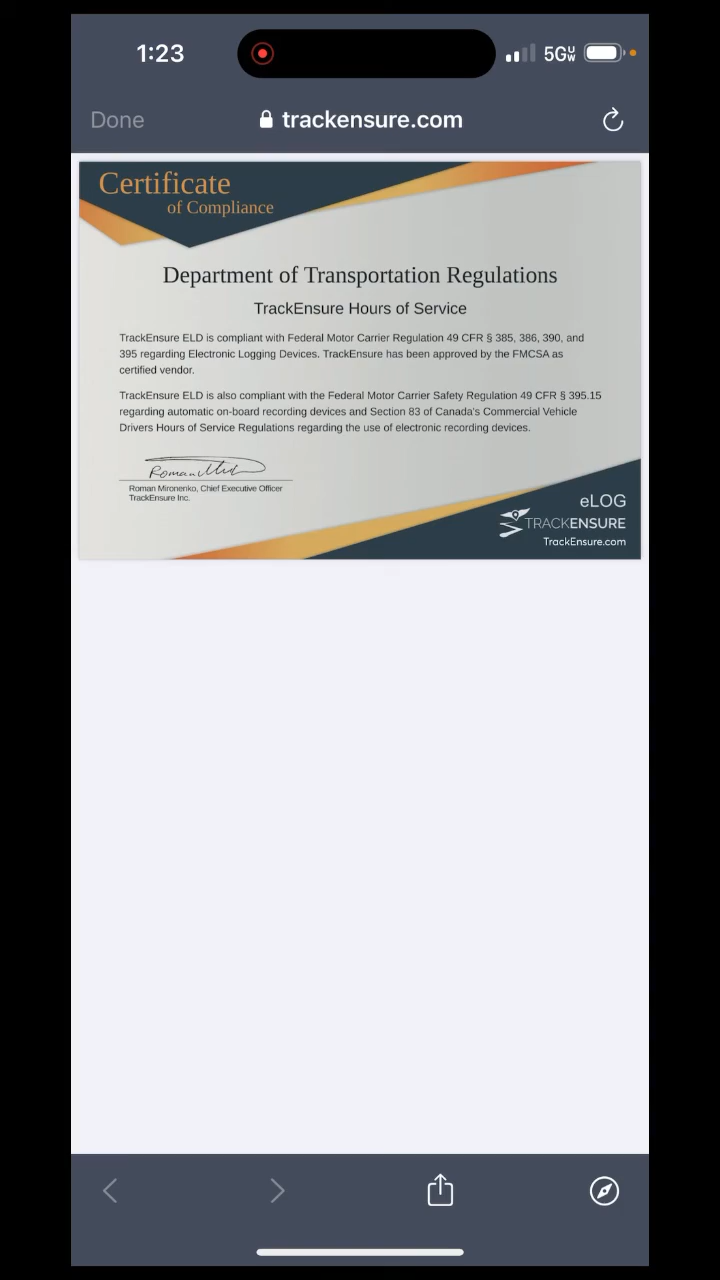 1:23
5GUW
Done
trackensure.com
Certificate
of Compliance
Department of Transportation Regulations
TrackEnsure Hours of Service
TrackEnsure ELD is compliant with Federal Motor Carrier Regulation 49 CFR § 385, 386, 390, and
395 regarding Electronic Logging Devices. TrackEnsure has been approved by the FMCSA as
certified vendor.
TrackEnsure ELD is also compliant with the Federal Motor Carrier Safety Regulation 49 CFR § 395.15
regarding automatic on-board recording devices and Section 83 of Canada's Commercial Vehicle
Drivers Hours of Service Regulations regarding the use of electronic recording devices.
Roman
Roman Mironenko, Chief Executive Officer
TrackEnsure Inc.
eLOG
TRACKENSURE
TrackEnsure.com